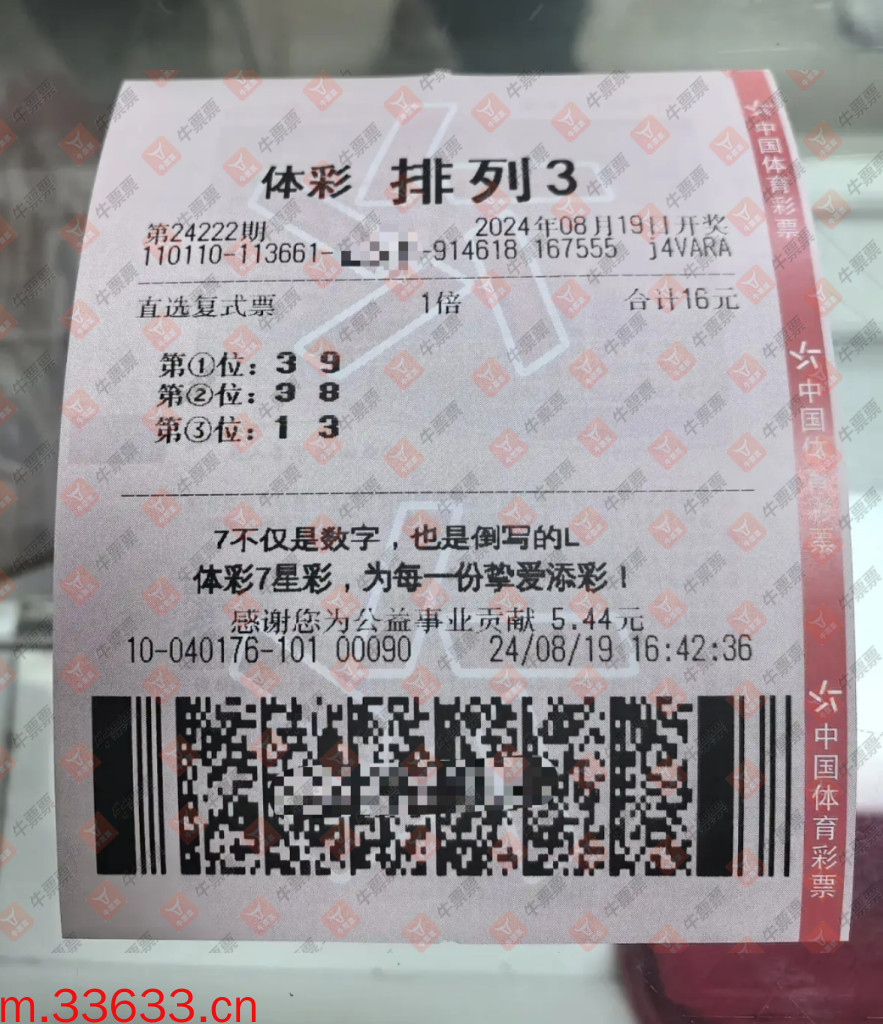 体彩 排列3
第24222期 2024年08月19日开奖
110110-113661- -914618 167555 j4VARA
直选复式票 1倍 合计16元
第①位：3 9
第②位：3 8
第③位：1 3
7不仅是数字，也是倒写的L
体彩7星彩，为每一份挚爱添彩！
感谢您为公益事业贡献 5.44元
10-040176-101 00090 24/08/19 16:42:36
中国体育彩票
中国体育彩票
中国体育彩票
牛票票
m.33633.cn